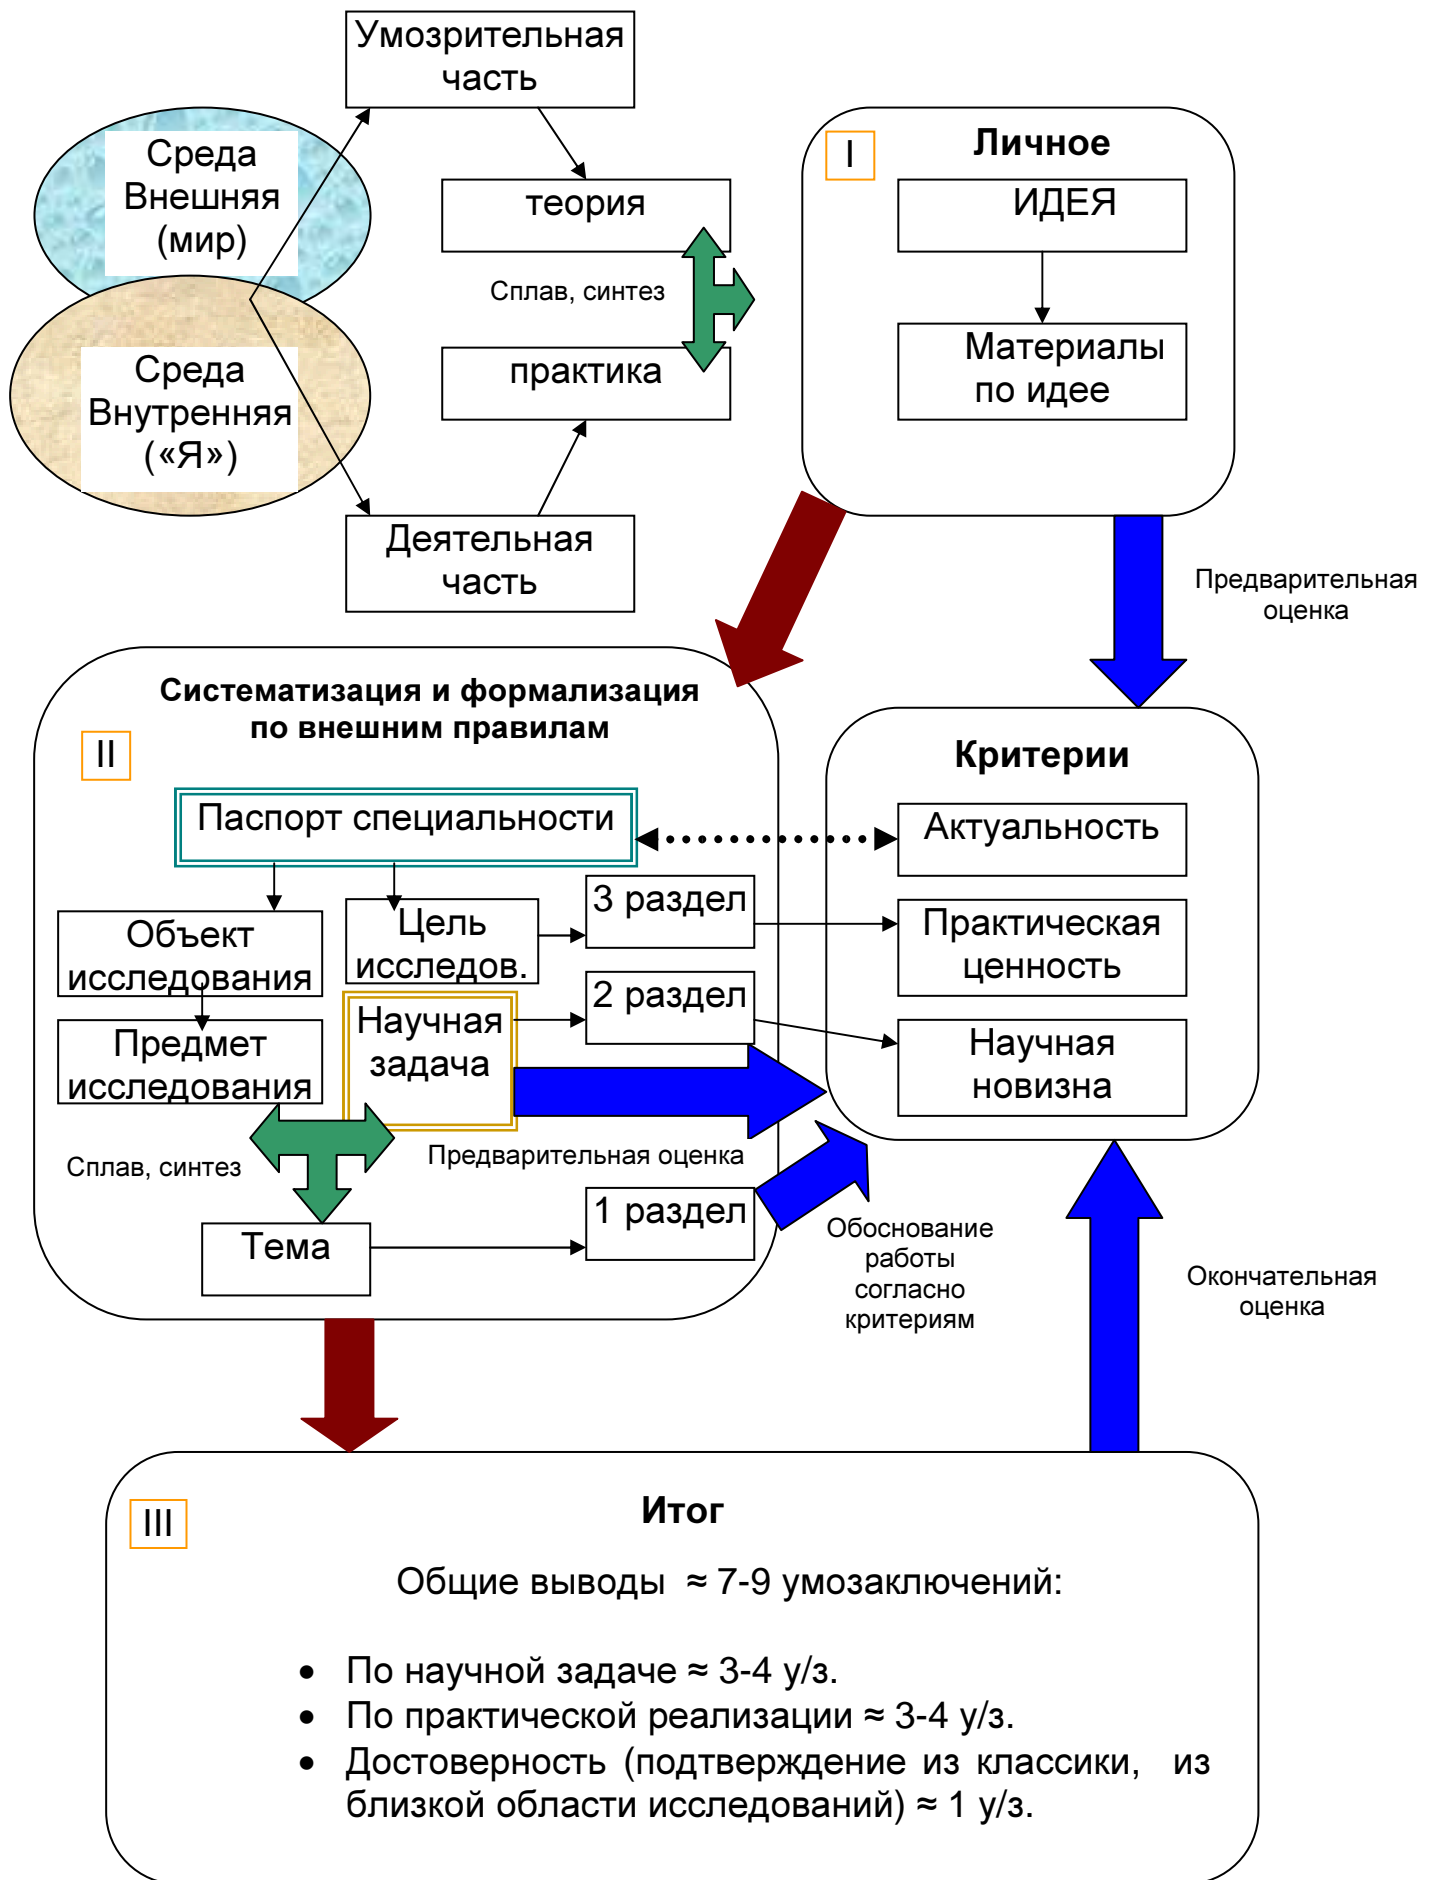 Умозрительная
часть
Среда
Внешняя
(мир)
теория
Сплав, синтез
практика
Среда
Внутренняя
(«Я»)
Деятельная
часть
I
Личное
ИДЕЯ
Материалы
по идее
Предварительная
оценка
Систематизация и формализация
по внешним правилам
II
Паспорт специальности
Объект
исследования
Цель
исследов.
3 раздел
Предмет
исследования
Научная
задача
2 раздел
Сплав, синтез
Предварительная оценка
Тема
1 раздел
Критерии
Актуальность
Практическая
ценность
Научная
новизна
Обоснование
работы
согласно
критериям
Окончательная
оценка
III
Итог
Общие выводы ≈ 7-9 умозаключений:
• По научной задаче ≈ 3-4 у/з.
• По практической реализации ≈ 3-4 у/з.
• Достоверность (подтверждение из классики, из
близкой области исследований) ≈ 1 у/з.